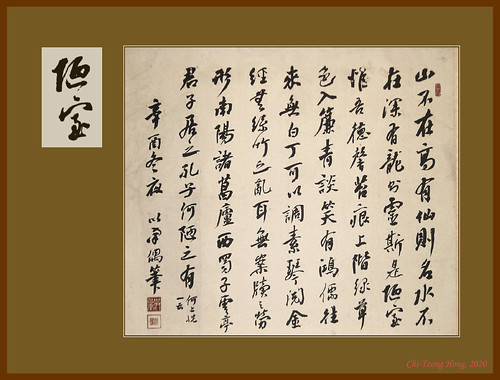 陋室
山不在高有仙則名水不
在深有龍則靈斯是陋室
惟吾德馨苔痕上階綠草
色入簾青談笑有鴻儒往
來無白丁可以調素琴閱金
經無絲竹之亂耳無案牘之勞
形南陽諸葛廬西蜀子雲亭
君子居之孔子何陋之有
何上脫
一云
辛酉冬夜 以 偶筆
Chi-Tseng Hong, 2020